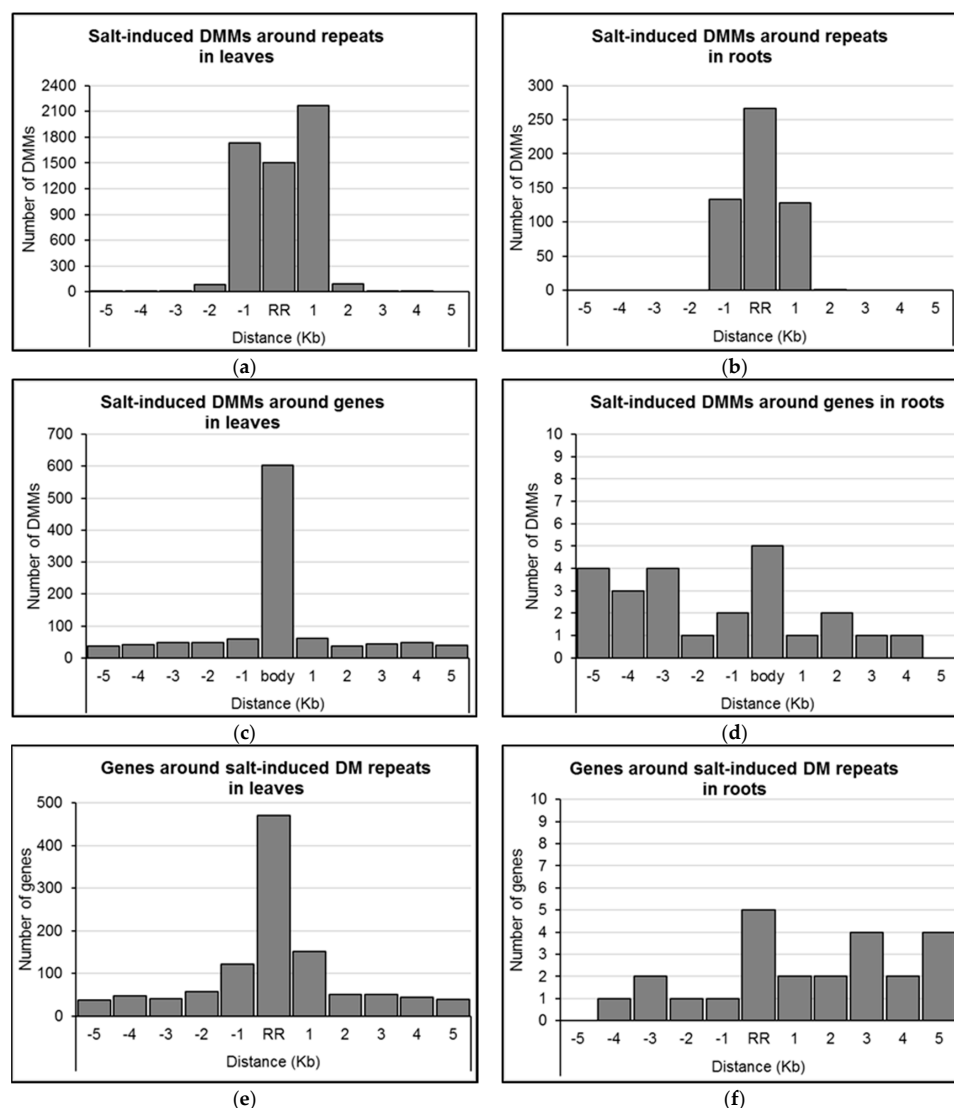 Salt-induced DMMs around repeats
in leaves
Number of DMMs
2400
2100
1800
1500
1200
900
600
300
0
-5 -4 -3 -2 -1 RR 1 2 3 4 5
Distance (Kb)
(a)
Salt-induced DMMs around repeats
in roots
Number of DMMs
300
250
200
150
100
50
0
-5 -4 -3 -2 -1 RR 1 2 3 4 5
Distance (Kb)
(b)
Salt-induced DMMs around genes
in leaves
Number of DMMs
700
600
500
400
300
200
100
0
-5 -4 -3 -2 -1 body 1 2 3 4 5
Distance (Kb)
(c)
Salt-induced DMMs around genes in roots
Number of DMMs
10
9
8
7
6
5
4
3
2
1
0
-5 -4 -3 -2 -1 body 1 2 3 4 5
Distance (Kb)
(d)
Genes around salt-induced DM repeats
in leaves
Number of genes
500
400
300
200
100
0
-5 -4 -3 -2 -1 RR 1 2 3 4 5
Distance (Kb)
(e)
Genes around salt-induced DM repeats
in roots
Number of genes
10
9
8
7
6
5
4
3
2
1
0
-5 -4 -3 -2 -1 RR 1 2 3 4 5
Distance (Kb)
(f)